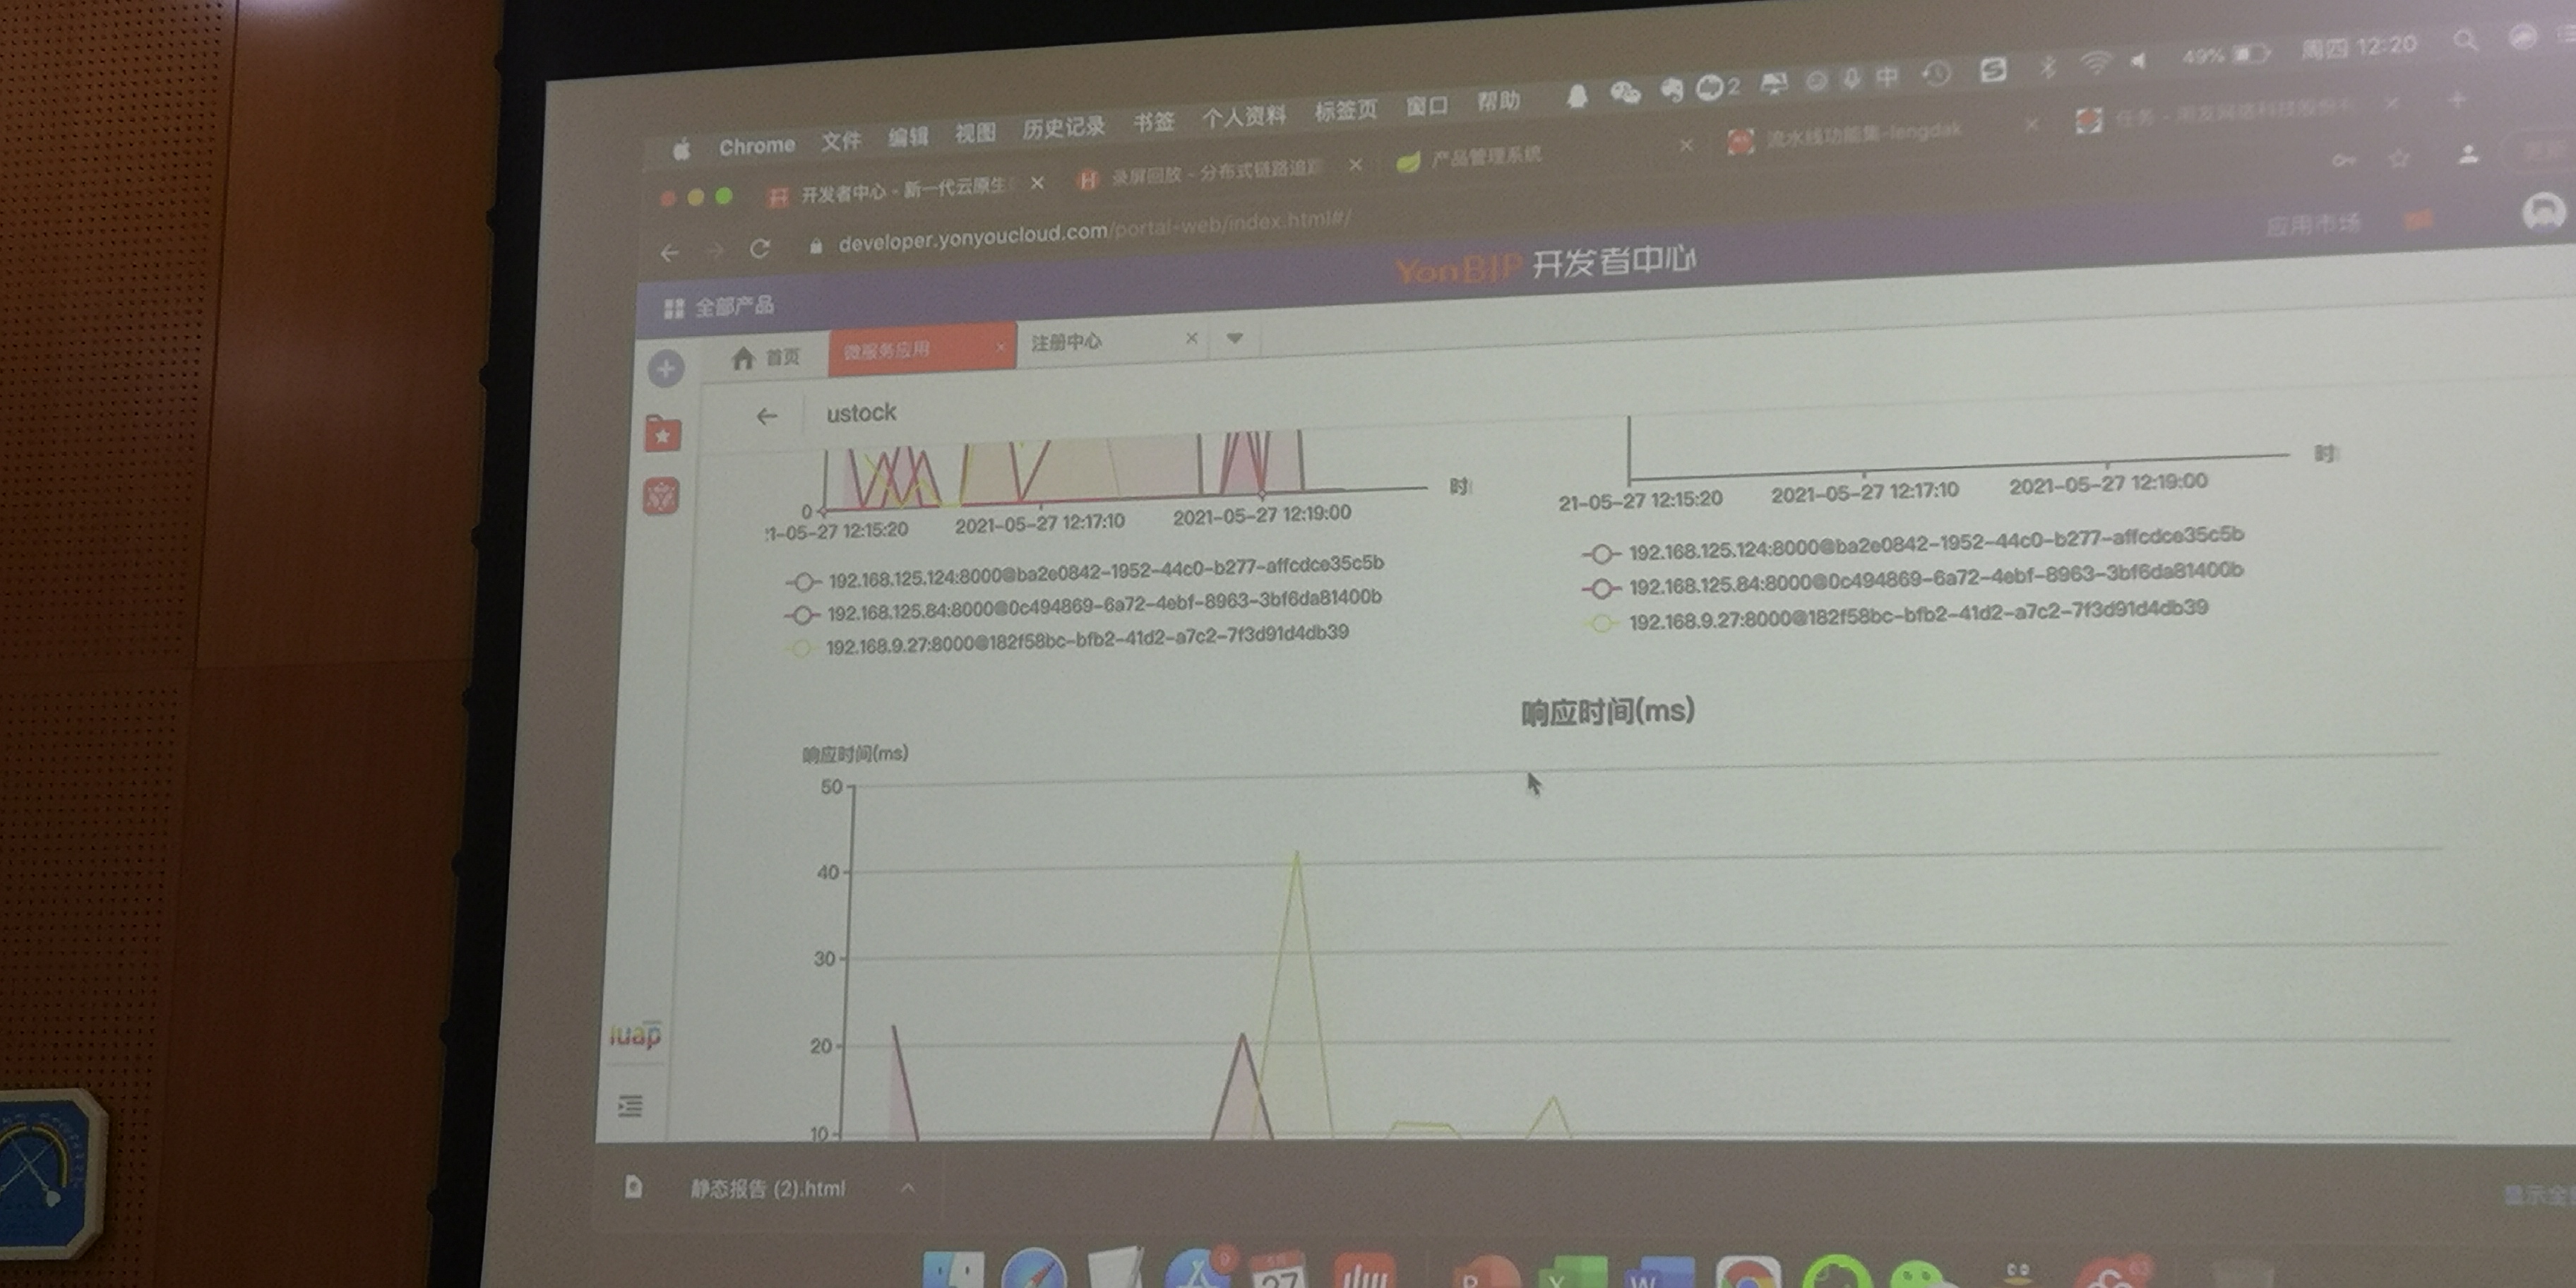 Chrome 文件 编辑 视图 历史记录 书签 个人资料 标签页 窗口 帮助 2 中 49% 周四 12:20
开发者中心 - 新一代云原生 录屏回放 - 分布式链路追踪 产品管理系统 流水线功能集-lengdak
developer.yonyoucloud.com/portal-web/index.html#/
全部产品 YonBIP 开发者中心 应用市场
首页 微服务应用 注册中心
ustock
0
时
:1-05-27 12:15:20 2021-05-27 12:17:10 2021-05-27 12:19:00
192.168.125.124:8000@ba2e0842-1952-44c0-b277-affcdce35c5b
192.168.125.84:8000@0c494869-6a72-4ebf-8963-3bf6da81400b
192.168.9.27:8000@182f58bc-bfb2-41d2-a7c2-7f3d91d4db39
时
21-05-27 12:15:20 2021-05-27 12:17:10 2021-05-27 12:19:00
192.168.125.124:8000@ba2e0842-1952-44c0-b277-affcdce35c5b
192.168.125.84:8000@0c494869-6a72-4ebf-8963-3bf6da81400b
192.168.9.27:8000@182f58bc-bfb2-41d2-a7c2-7f3d91d4db39
响应时间(ms)
响应时间(ms)
50
40
30
20
10
iuap
静态报告 (2).html
9 27 63